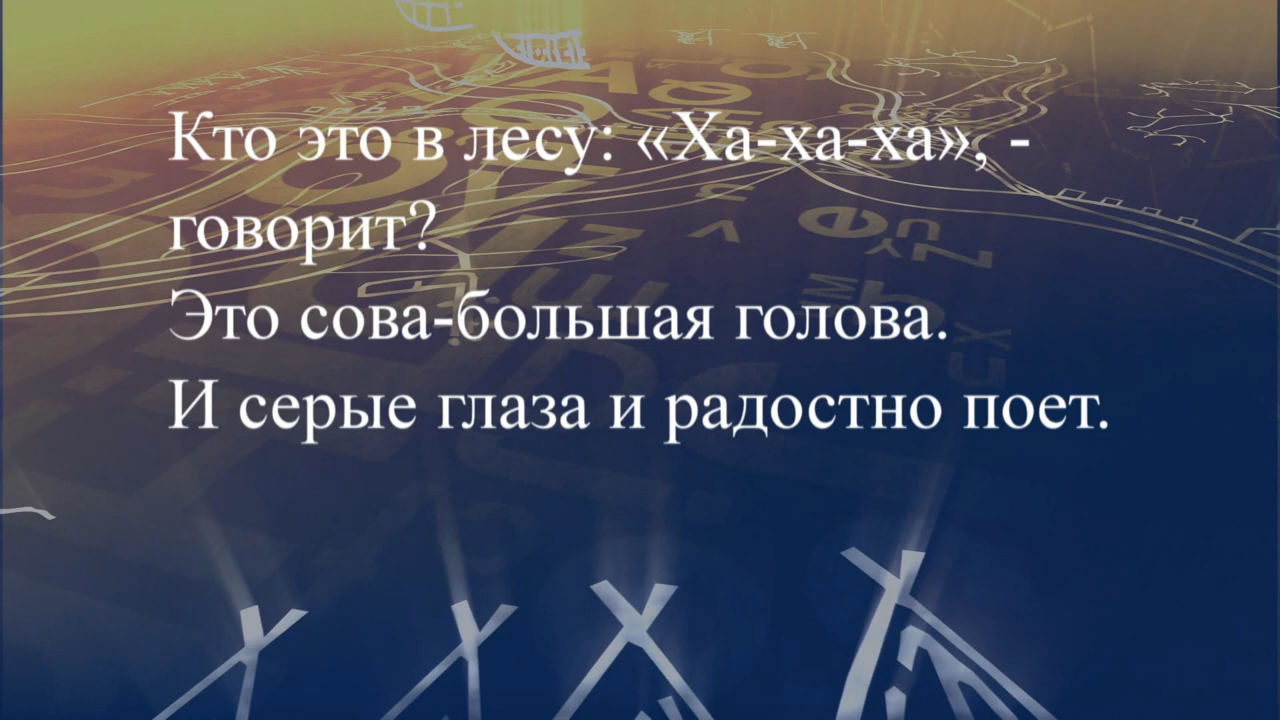 Кто это в лесу: «Ха-ха-ха», -
говорит?
Это сова-большая голова.
И серые глаза и радостно поет.